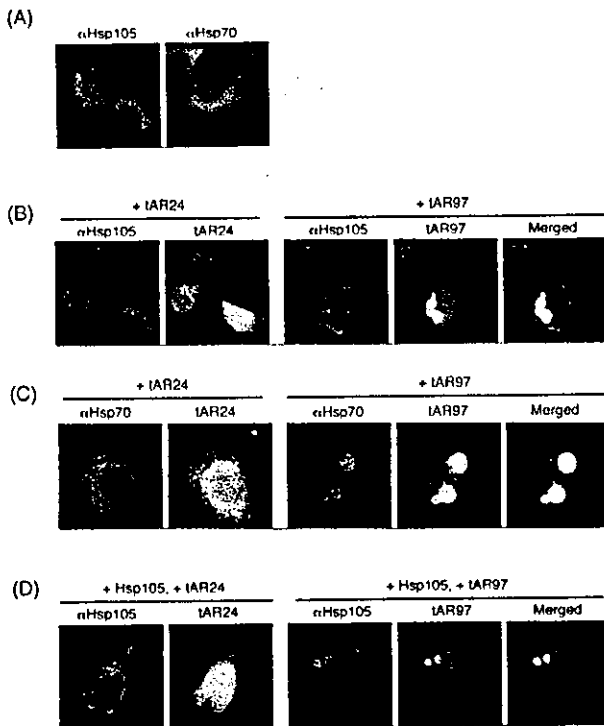 (A)
αHsp105 αHsp70
(B)
+ tAR24 + tAR97
αHsp105 tAR24 αHsp105 tAR97 Merged
(C)
+ tAR24 + tAR97
αHsp70 tAR24 αHsp70 tAR97 Merged
(D)
+ Hsp105, + tAR24 + Hsp105, + tAR97
αHsp105 tAR24 αHsp105 tAR97 Merged